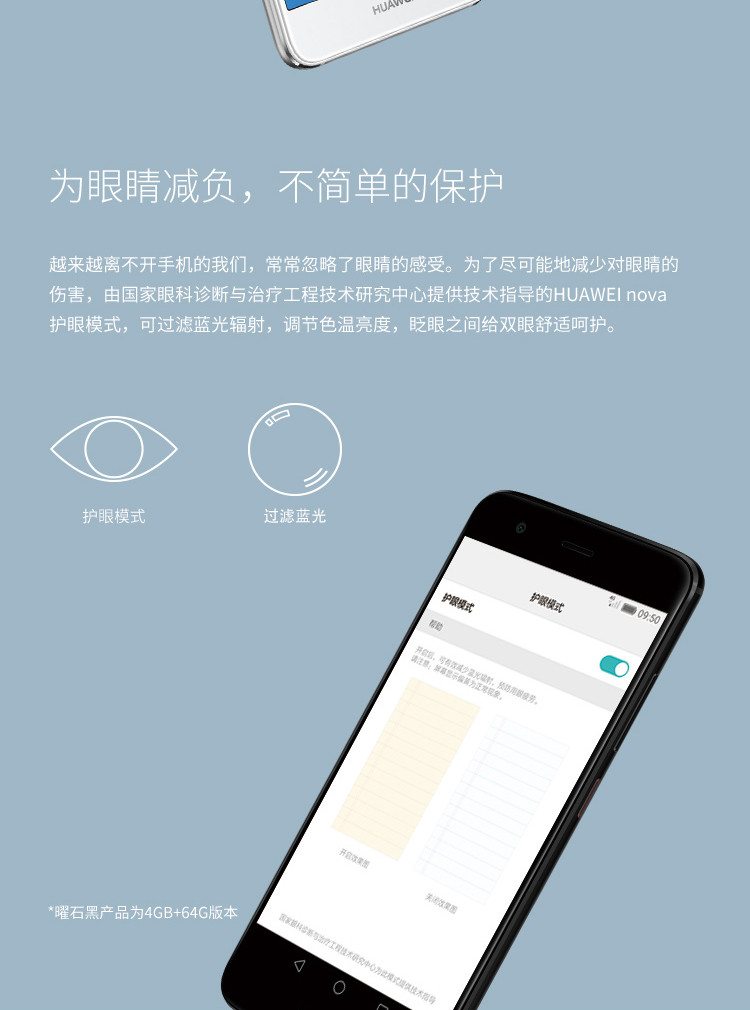 HUAWEI
为眼睛减负，不简单的保护
越来越离不开手机的我们，常常忽略了眼睛的感受。为了尽可能地减少对眼睛的
伤害，由国家眼科诊断与治疗工程技术研究中心提供技术指导的HUAWEI nova
护眼模式，可过滤蓝光辐射，调节色温亮度，眨眼之间给双眼舒适呵护。
护眼模式
过滤蓝光
4G
09:50
护眼模式
护眼模式
帮助
开启后，可有效减少蓝光辐射，预防用眼疲劳。
请注意，屏幕显示偏黄为正常现象。
开启效果图
关闭效果图
国家眼科诊断与治疗工程技术研究中心为此模式提供技术指导
*曜石黑产品为4GB+64G版本